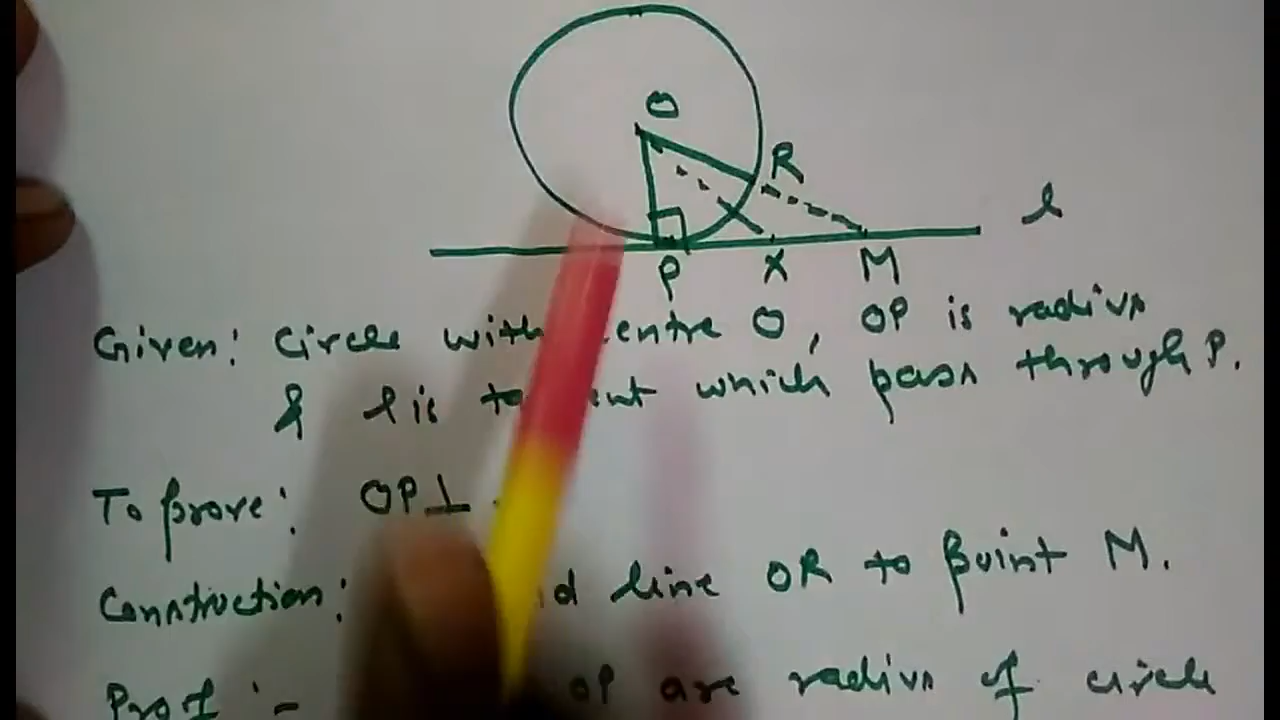 O
R
l
P X M
Given: Circle with centre O, OP is radius
& l is which pass through P.
To prove: OP⊥
Construction: line OR to Point M.
Proof :- OP are radius of circle